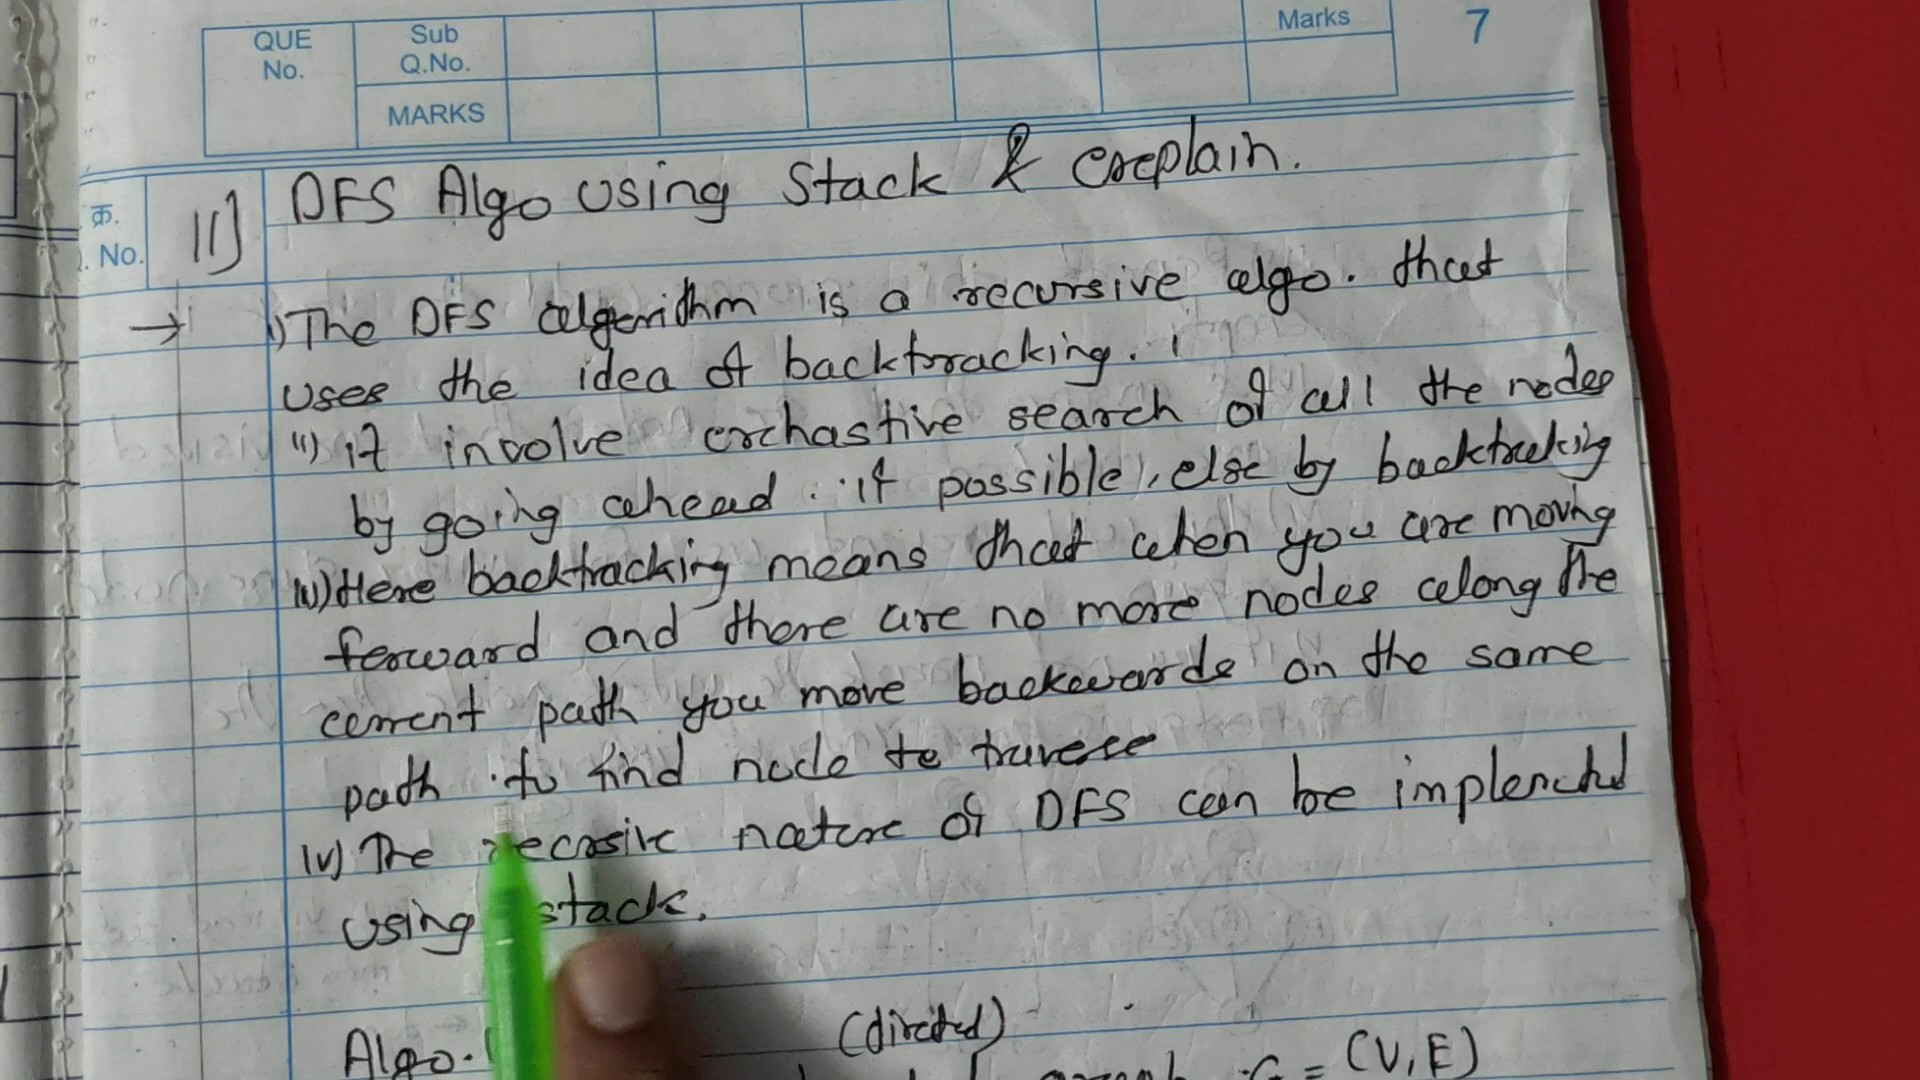 QUE No. Sub Q.No. Marks 7
MARKS
क्र. No. 11] DFS Algo using Stack & explain.
→ i) The DFS algorithm is a recursive algo. that
uses the idea of backtracking.
ii) it involve exhastive search of all the nodes
by going ahead. if possible, else by backtracking
iii) Here backtracking means that when you are moving
forward and there are no more nodes along the
current path you move backwards on the same
path to find node to traverse
iv) The recursive nature of DFS can be implemented
using stack.
Algo. (directed)
graph G = (V, E)